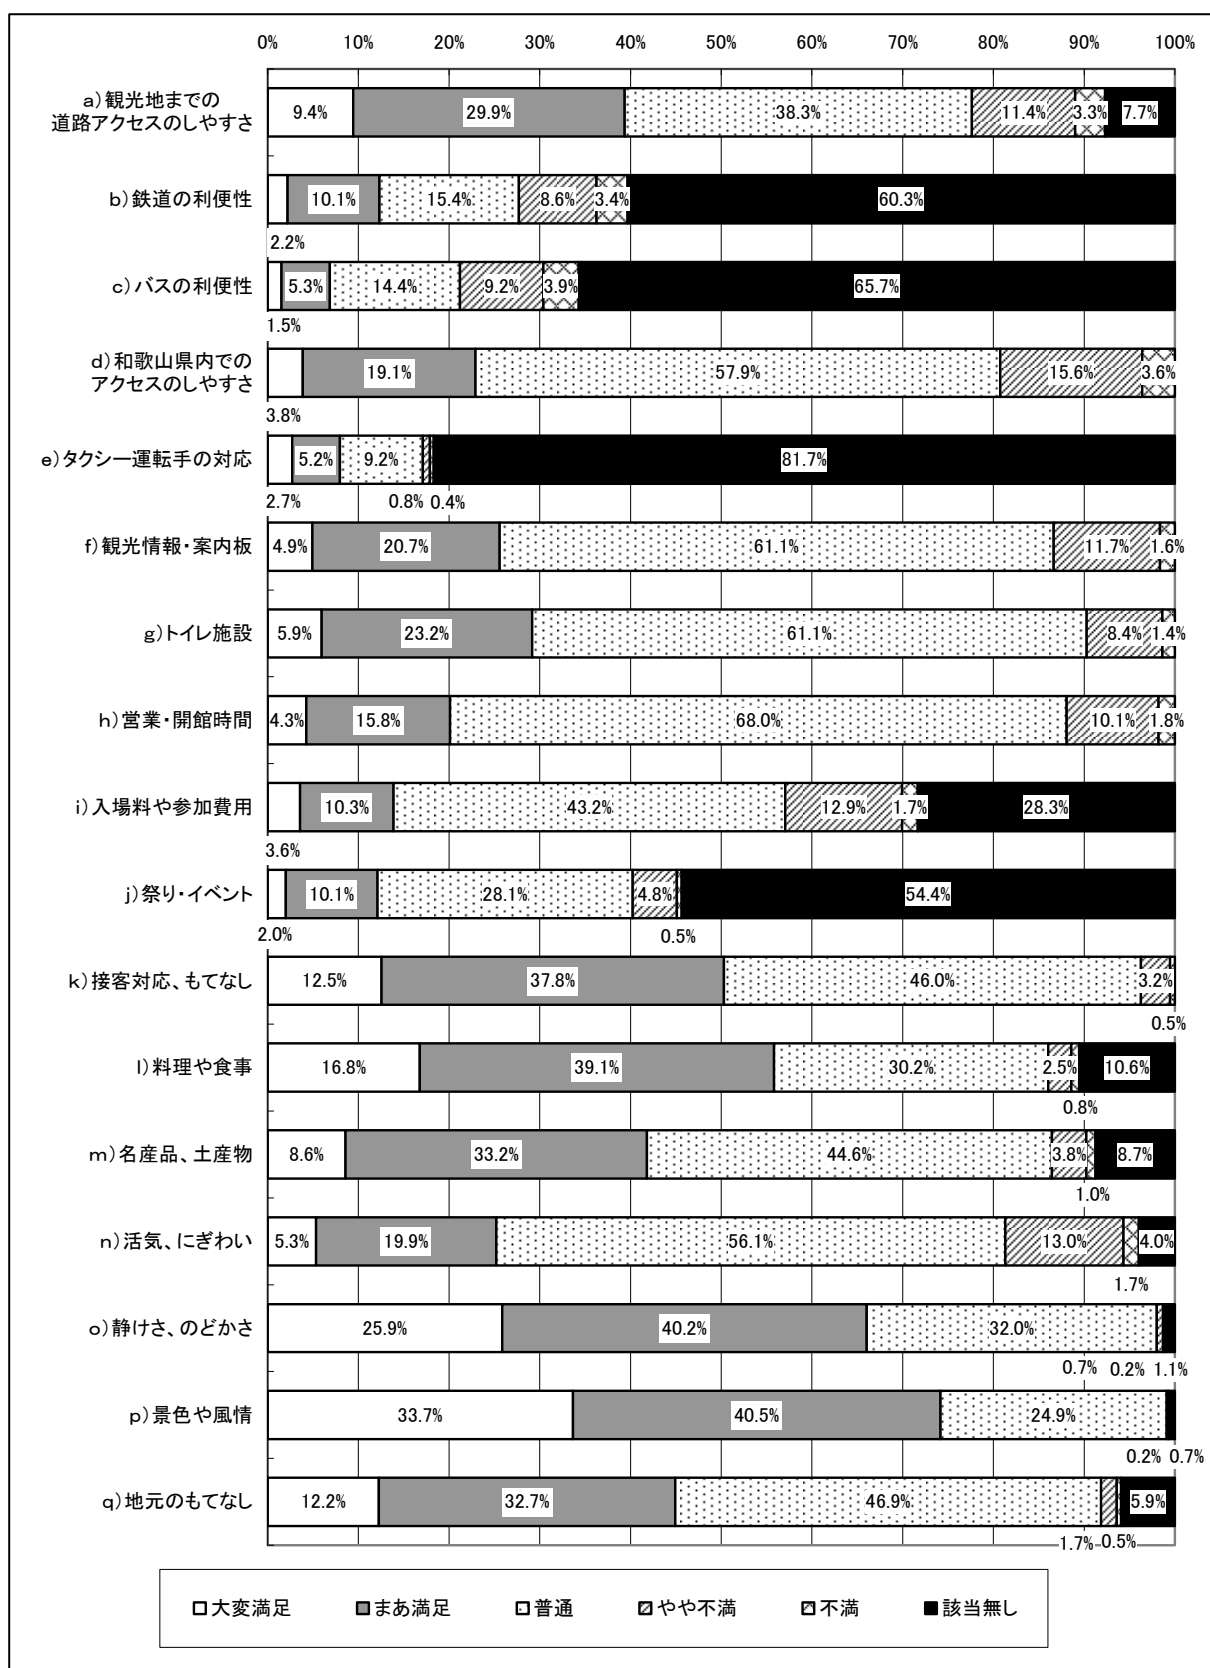 0% 10% 20% 30% 40% 50% 60% 70% 80% 90% 100%
a)観光地までの
道路アクセスのしやすさ
9.4% 29.9% 38.3% 11.4% 3.3% 7.7%
b)鉄道の利便性
10.1% 15.4% 8.6% 3.4% 60.3%
2.2%
c)バスの利便性
5.3% 14.4% 9.2% 3.9% 65.7%
1.5%
d)和歌山県内での
アクセスのしやすさ
19.1% 57.9% 15.6% 3.6%
3.8%
e)タクシー運転手の対応
5.2% 9.2% 81.7%
2.7% 0.8% 0.4%
f)観光情報・案内板
4.9% 20.7% 61.1% 11.7% 1.6%
g)トイレ施設
5.9% 23.2% 61.1% 8.4% 1.4%
h)営業・開館時間
4.3% 15.8% 68.0% 10.1% 1.8%
i)入場料や参加費用
10.3% 43.2% 12.9% 1.7% 28.3%
3.6%
j)祭り・イベント
10.1% 28.1% 4.8% 54.4%
2.0% 0.5%
k)接客対応、もてなし
12.5% 37.8% 46.0% 3.2%
0.5%
l)料理や食事
16.8% 39.1% 30.2% 2.5% 10.6%
0.8%
m)名産品、土産物
8.6% 33.2% 44.6% 3.8% 8.7%
1.0%
n)活気、にぎわい
5.3% 19.9% 56.1% 13.0% 4.0%
1.7%
o)静けさ、のどかさ
25.9% 40.2% 32.0%
0.7% 0.2% 1.1%
p)景色や風情
33.7% 40.5% 24.9%
0.2% 0.7%
q)地元のもてなし
12.2% 32.7% 46.9% 5.9%
1.7% 0.5%
大変満足 まあ満足 普通 やや不満 不満 該当無し